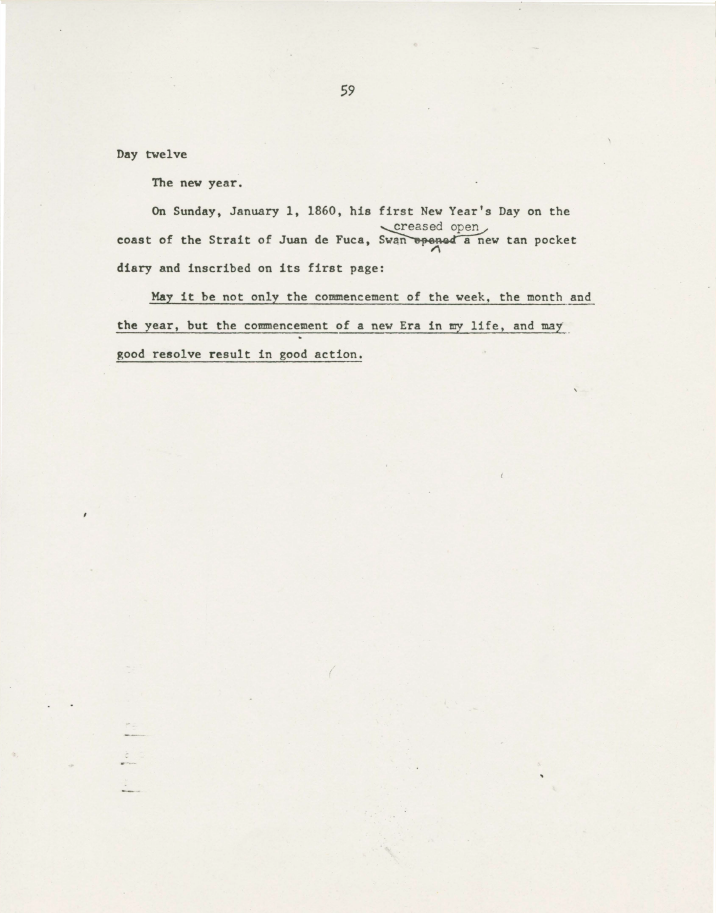 59
Day twelve
The new year.
On Sunday, January 1, 1860, his first New Year's Day on the
creased open
coast of the Strait of Juan de Fuca, Swan opened a new tan pocket
diary and inscribed on its first page:
May it be not only the commencement of the week, the month and
the year, but the commencement of a new Era in my life, and may
good resolve result in good action.